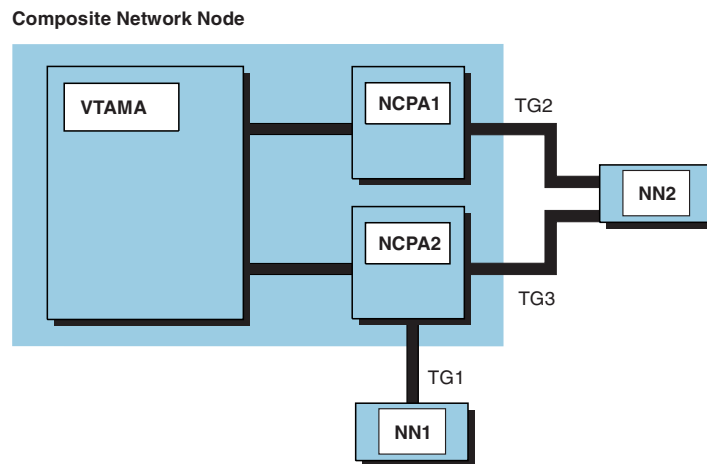 Composite Network Node
VTAMA
NCPA1
TG2
NN2
NCPA2
TG3
TG1
NN1